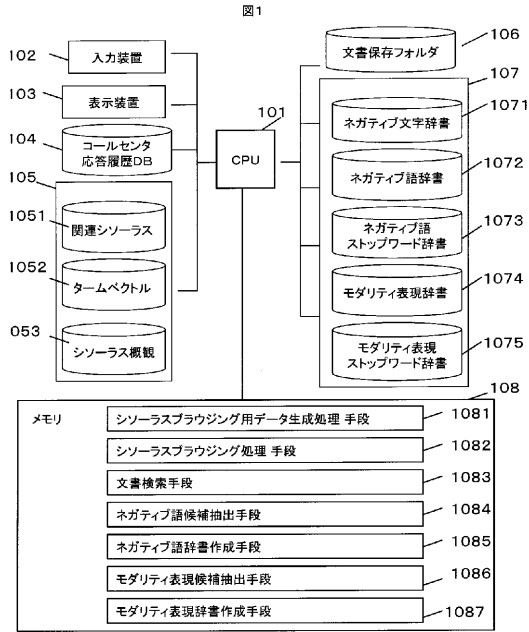 図1
102
入力装置
103
表示装置
104
コールセンタ
応答履歴DB
105
1051
関連シソーラス
1052
タームベクトル
053
シソーラス概観
101
CPU
106
文書保存フォルダ
107
1071
ネガティブ文字辞書
1072
ネガティブ語辞書
1073
ネガティブ語
ストップワード辞書
1074
モダリティ表現辞書
1075
モダリティ表現
ストップワード辞書
108
メモリ
シソーラスブラウジング用データ生成処理 手段
1081
シソーラスブラウジング処理 手段
1082
文書検索手段
1083
ネガティブ語候補抽出手段
1084
ネガティブ語辞書作成手段
1085
モダリティ表現候補抽出手段
1086
モダリティ表現辞書作成手段
1087